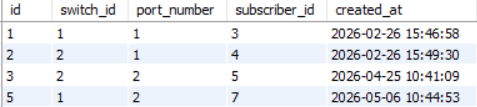 id switch_id port_number subscriber_id created_at
1 1 1 3 2026-02-26 15:46:58
2 2 1 4 2026-02-26 15:49:30
3 2 2 5 2026-04-25 10:41:09
5 1 2 7 2026-05-06 10:44:53